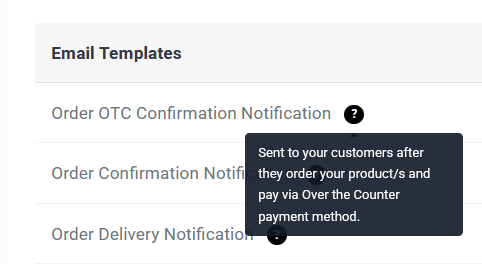 Email Templates
Order OTC Confirmation Notification ?
Sent to your customers after
they order your product/s and
pay via Over the Counter
payment method.
Order Confirmation
Order Delivery Notification ?